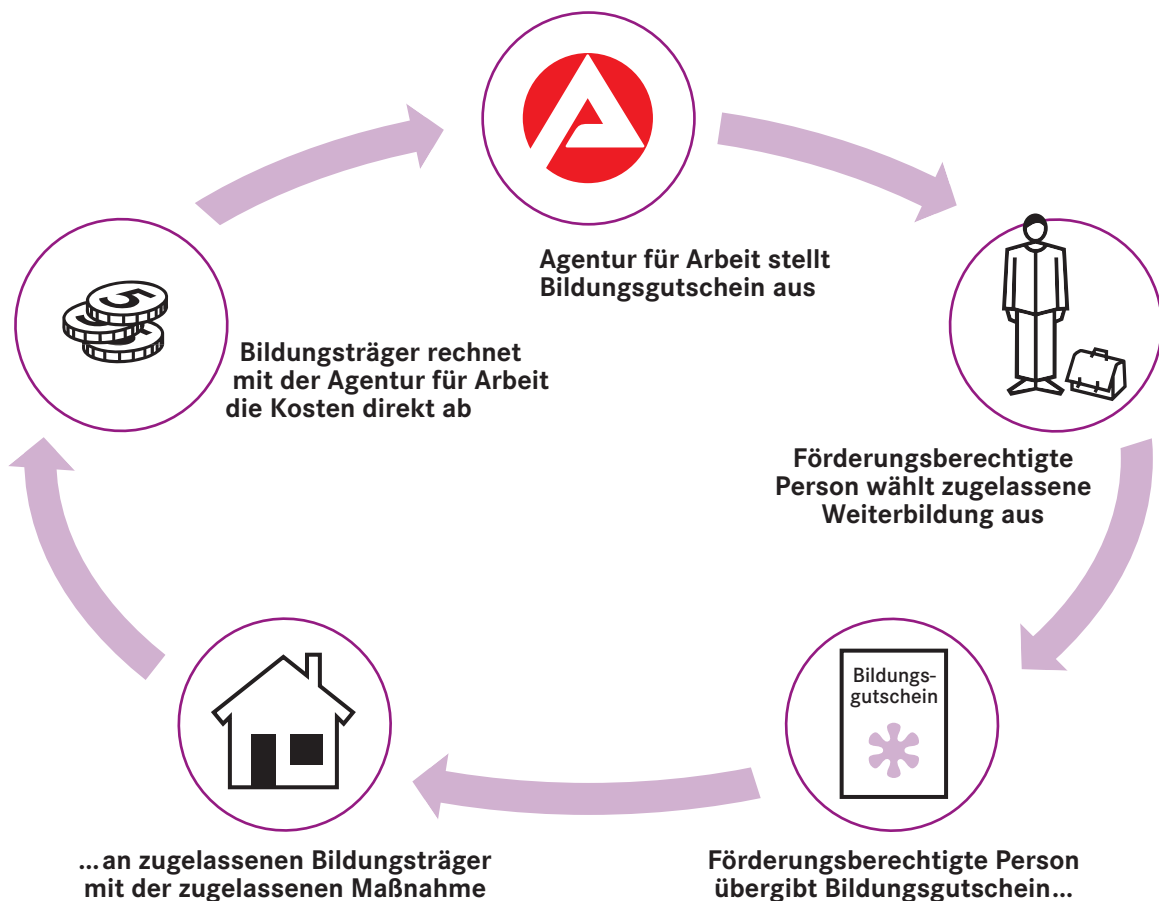 Agentur für Arbeit stellt
Bildungsgutschein aus
Förderungsberechtigte
Person wählt zugelassene
Weiterbildung aus
Bildungs-
gutschein
Förderungsberechtigte Person
übergibt Bildungsgutschein...
...an zugelassenen Bildungsträger
mit der zugelassenen Maßnahme
5
5
Bildungsträger rechnet
mit der Agentur für Arbeit
die Kosten direkt ab